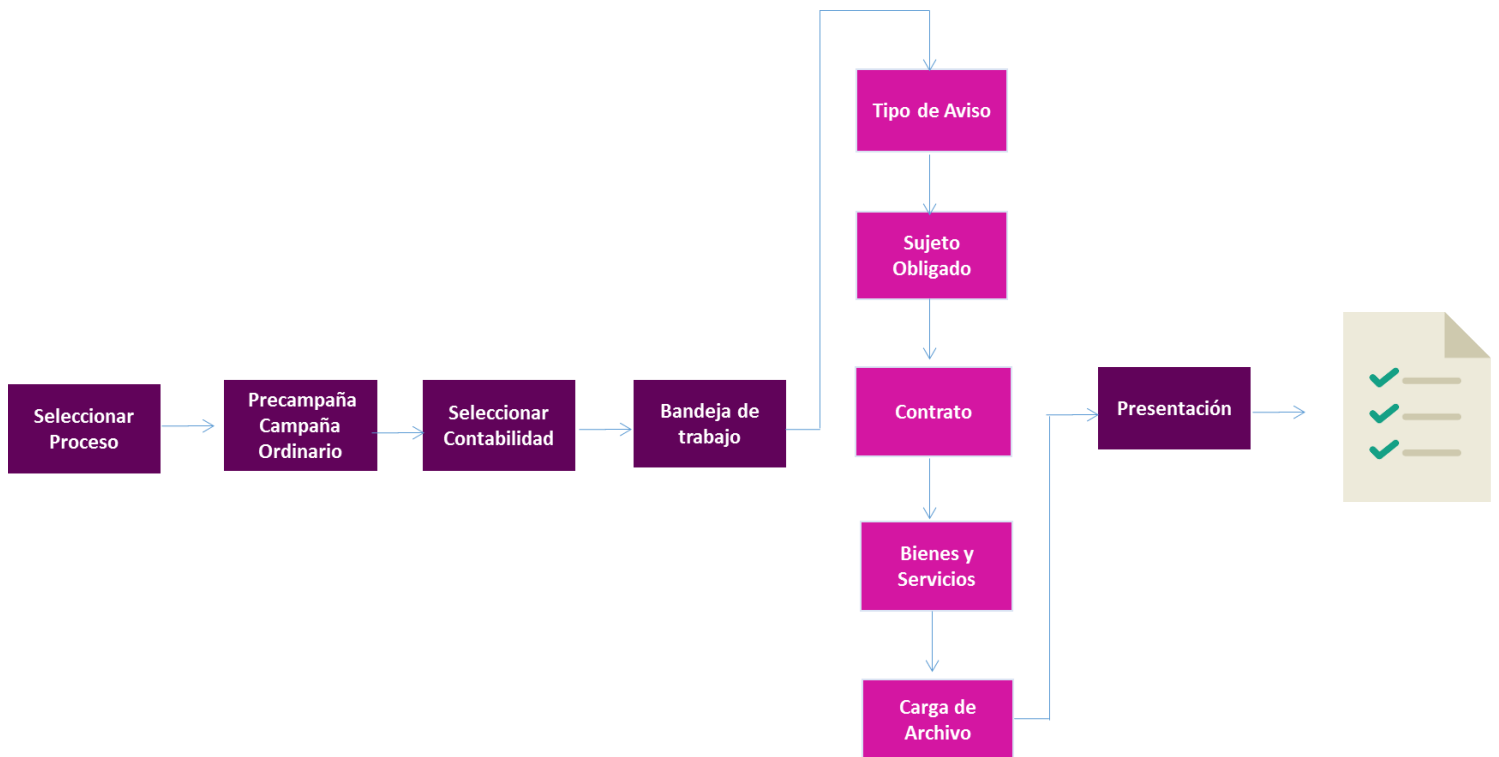 Seleccionar
Proceso
Precampaña
Campaña
Ordinario
Seleccionar
Contabilidad
Bandeja de
trabajo
Tipo de Aviso
Sujeto
Obligado
Contrato
Bienes y
Servicios
Carga de
Archivo
Presentación